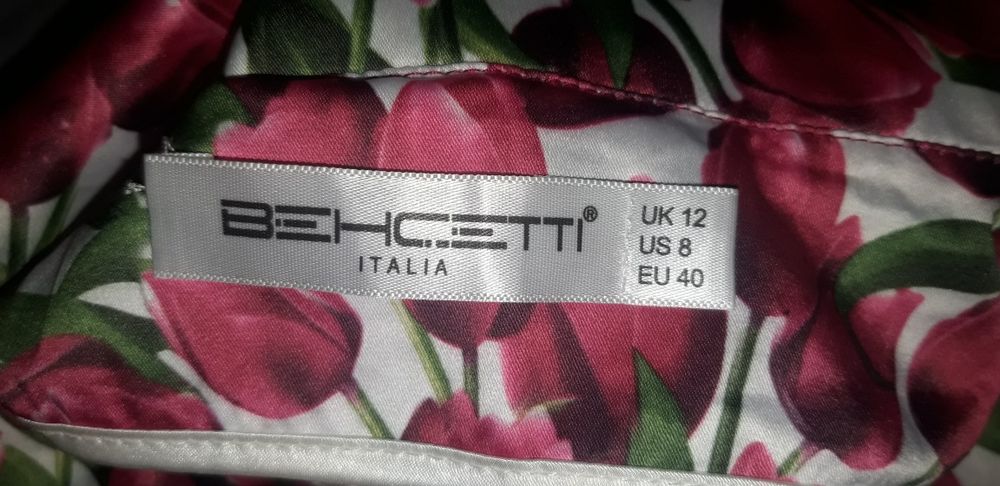 BEHCETTI®
ITALIA
UK 12
US 8
EU 40